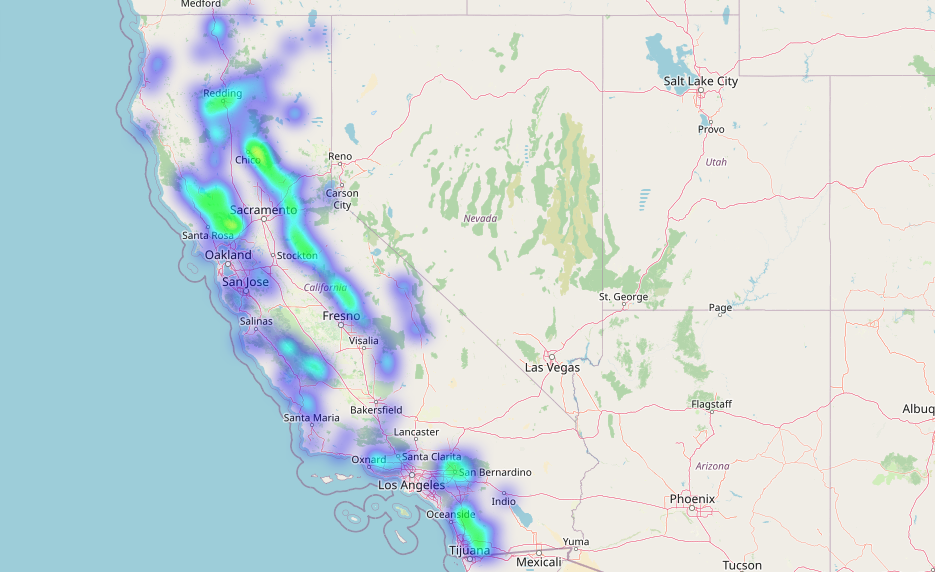 Medford
Redding
Salt Lake City
Provo
Chico
Reno
Utah
Carson
City
Sacramento
Nevada
Santa Rosa
Oakland
Stockton
San Jose
California
St. George
Page
Fresno
Salinas
Visalia
Las Vegas
Bakersfield
Flagstaff
Albuq
Santa Maria
Lancaster
Oxnard
Santa Clarita
San Bernardino
Arizona
Los Angeles
Indio
Phoenix
Oceanside
Yuma
Tijuana
Mexicali
Tucson